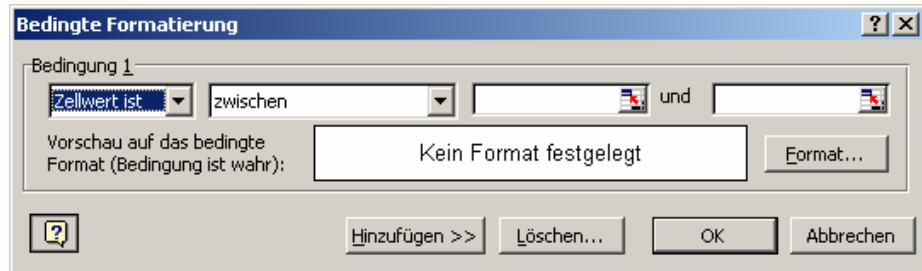 Bedingte Formatierung
Bedingung 1
Zellwert ist zwischen und
Vorschau auf das bedingte
Format (Bedingung ist wahr):
Kein Format festgelegt
Format...
Hinzufügen >> Löschen... OK Abbrechen